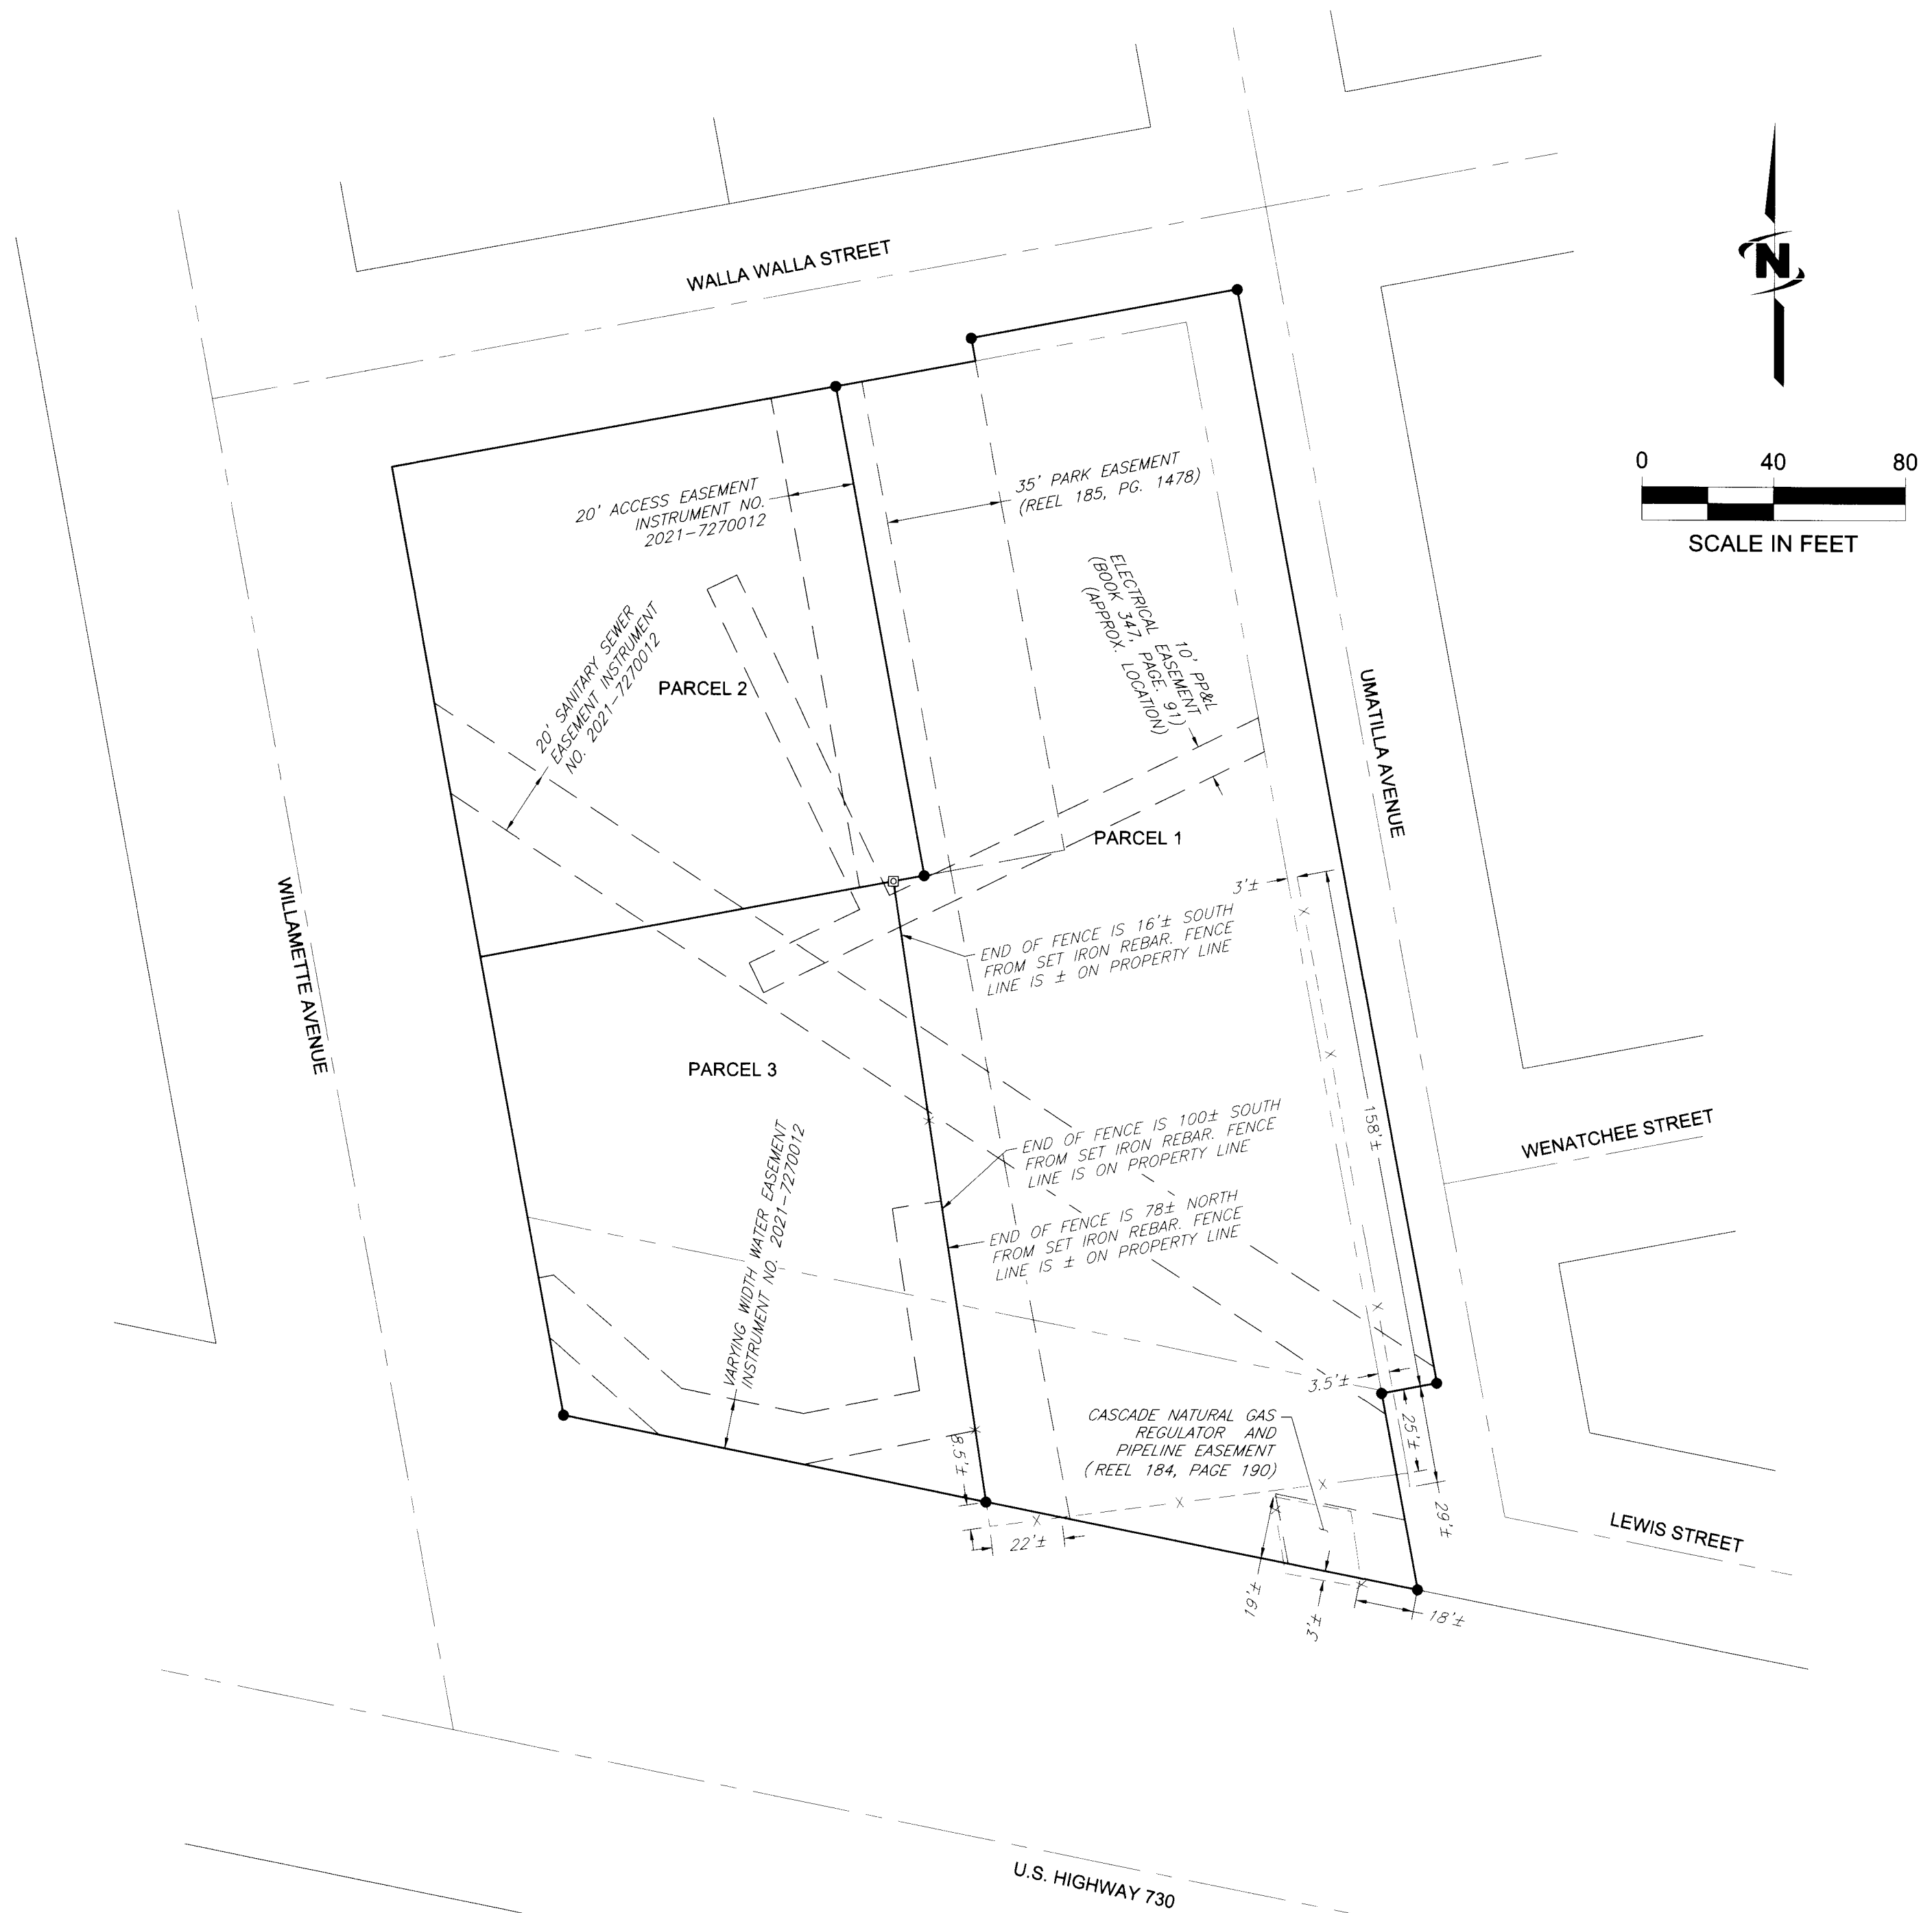 WALLA WALLA STREET
N
0 40 80
SCALE IN FEET
20' ACCESS EASEMENT
INSTRUMENT NO.
2021-7270012
35' PARK EASEMENT
(REEL 185, PG. 1478)
10' PP&L
ELECTRICAL EASEMENT
(BOOK 347, PAGE. 91)
(APPROX. LOCATION)
20' SANITARY SEWER
EASEMENT INSTRUMENT
NO. 2021-7270012
PARCEL 2
UMATILLA AVENUE
PARCEL 1
WILLAMETTE AVENUE
3'±
END OF FENCE IS 16'± SOUTH
FROM SET IRON REBAR. FENCE
LINE IS ± ON PROPERTY LINE
PARCEL 3
158'±
WENATCHEE STREET
END OF FENCE IS 100± SOUTH
FROM SET IRON REBAR. FENCE
LINE IS ON PROPERTY LINE
VARYING WIDTH WATER EASEMENT
INSTRUMENT NO. 2021-7270012
END OF FENCE IS 78± NORTH
FROM SET IRON REBAR. FENCE
LINE IS ± ON PROPERTY LINE
3.5'±
CASCADE NATURAL GAS
REGULATOR AND
PIPELINE EASEMENT
(REEL 184, PAGE 190)
25'±
8.5'±
29'±
22'±
LEWIS STREET
19'±
3'±
18'±
U.S. HIGHWAY 730